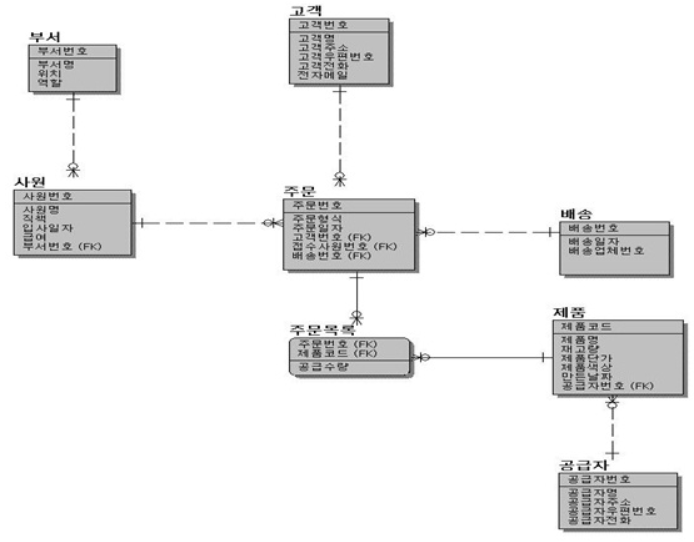 고객
고객번호
고객명
고객주소
고객우편번호
고객전화
전자메일
부서
부서번호
부서명
위치
역할
사원
사원번호
사원명
직책
입사일자
급여
부서번호 (FK)
주문
주문번호
주문형식
주문일자
고객번호 (FK)
접수사원번호 (FK)
배송번호 (FK)
배송
배송번호
배송일자
배송업체번호
주문목록
주문번호 (FK)
제품코드 (FK)
공급수량
제품
제품코드
제품명
재고량
제품단가
제품색상
만든날짜
공급자번호 (FK)
공급자
공급자번호
공급자명
공급자주소
공급자우편번호
공급자전화